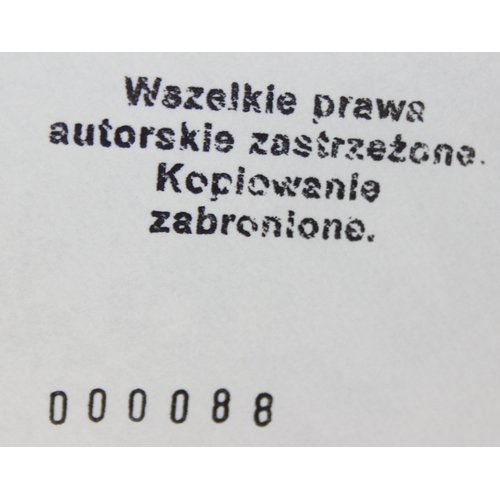 Wszelkie prawa
autorskie zastrzeżone.
Kopiowanie
zabronione.
000088